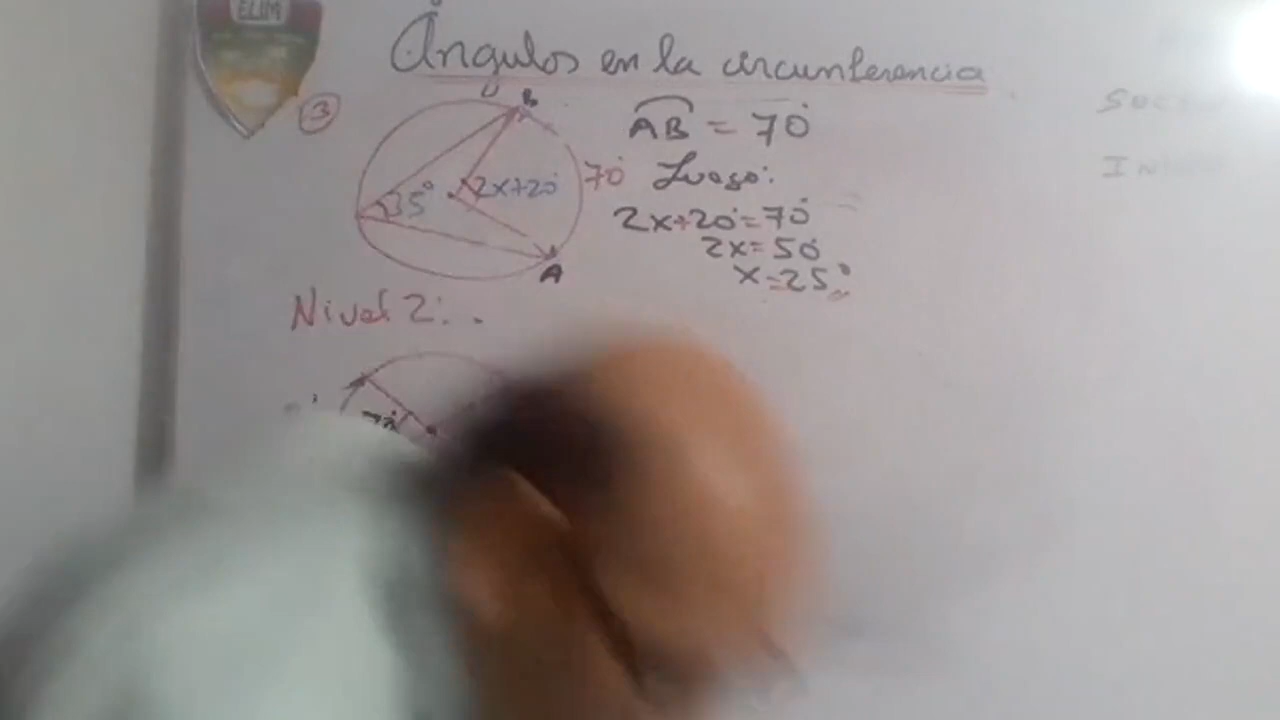 ELIM
Ángulos en la circunferencia
3
B
AB = 70°
35°
2x+20°
70°
Luego:
2x+20°=70°
2x=50°
x=25°
A
Nivel 2: